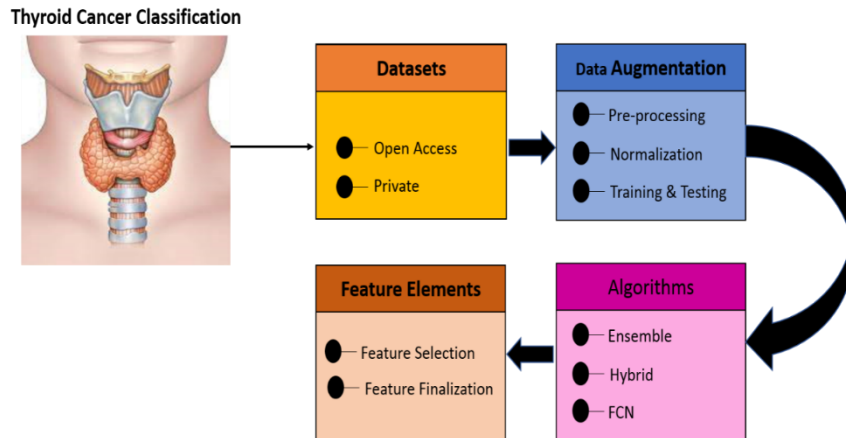 Thyroid Cancer Classification
Datasets
Open Access
Private
Data Augmentation
Pre-processing
Normalization
Training & Testing
Feature Elements
Feature Selection
Feature Finalization
Algorithms
Ensemble
Hybrid
FCN